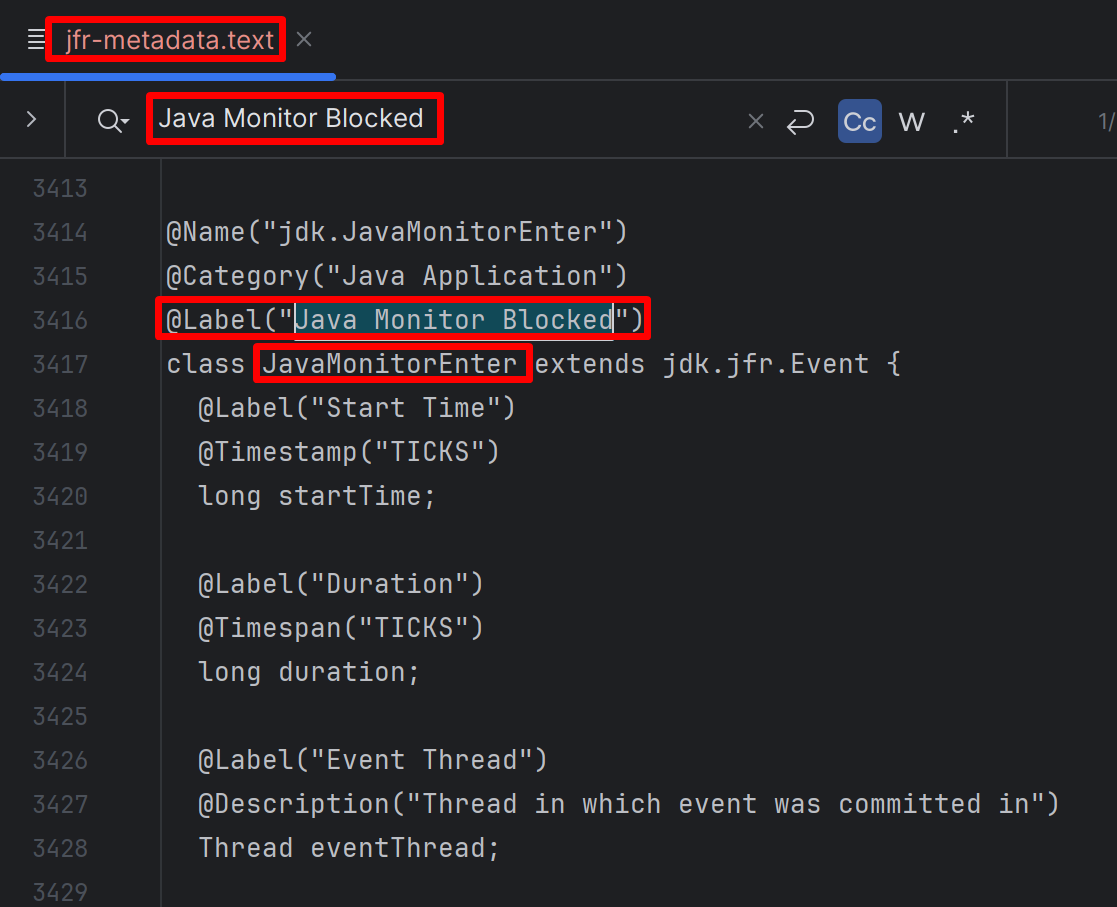 jfr-metadata.text
Java Monitor Blocked
Cc W .* 1/
3413
3414 @Name("jdk.JavaMonitorEnter")
3415 @Category("Java Application")
3416 @Label("Java Monitor Blocked")
3417 class JavaMonitorEnter extends jdk.jfr.Event {
3418   @Label("Start Time")
3419   @Timestamp("TICKS")
3420   long startTime;
3421
3422   @Label("Duration")
3423   @Timespan("TICKS")
3424   long duration;
3425
3426   @Label("Event Thread")
3427   @Description("Thread in which event was committed in")
3428   Thread eventThread;
3429